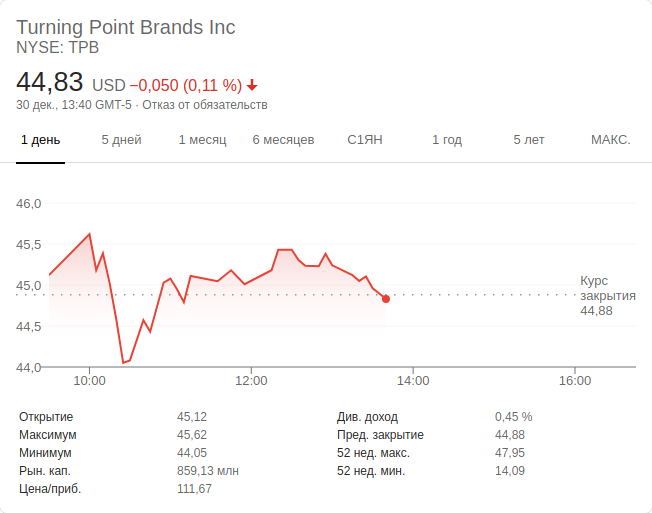 Turning Point Brands Inc
NYSE: TPB
44,83 USD −0,050 (0,11 %)
30 дек., 13:40 GMT-5 · Отказ от обязательств
1 день 5 дней 1 месяц 6 месяцев С1ЯН 1 год 5 лет МАКС.
46,0
45,5
45,0
44,5
44,0
Курс
закрытия
44,88
10:00 12:00 14:00 16:00
Открытие 45,12 Див. доход 0,45 %
Максимум 45,62 Пред. закрытие 44,88
Минимум 44,05 52 нед. макс. 47,95
Рын. кап. 859,13 млн 52 нед. мин. 14,09
Цена/приб. 111,67